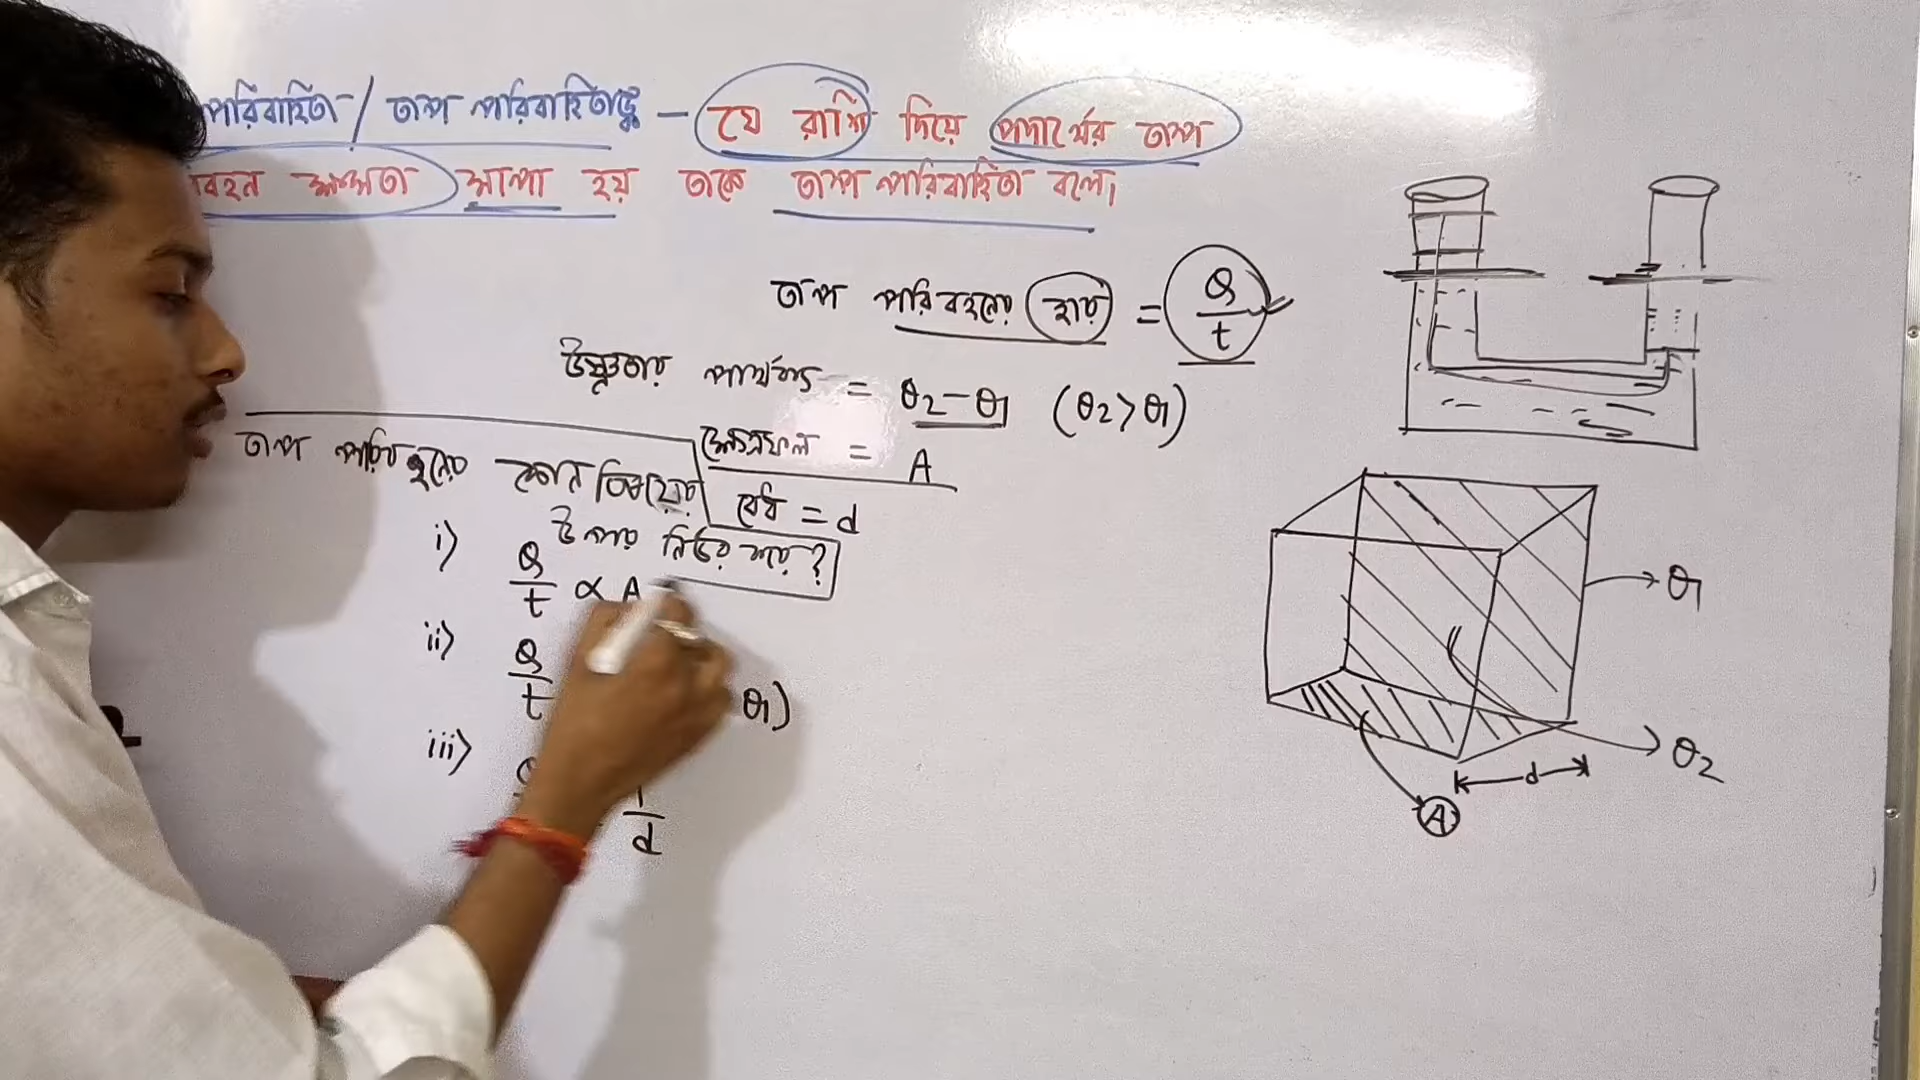 পরিবাহিতা / তাপ পরিবাহিতাঙ্ক – যে রাশি দিয়ে পদার্থের তাপ
বহন ক্ষমতা মাপা হয় তাকে তাপ পরিবাহিতা বলে।
তাপ পরিবহনের হার = Q/t
উষ্ণতার পার্থক্য = θ2-θ1 (θ2>θ1)
ক্ষেত্রফল = A
বেধ = d
তাপ পরিবহনের কোন বিষয়ের
উপর নির্ভর করে?
i) Q/t ∝ A
ii) Q/t θ1)
iii) 1/d
θ1
θ2
d
A